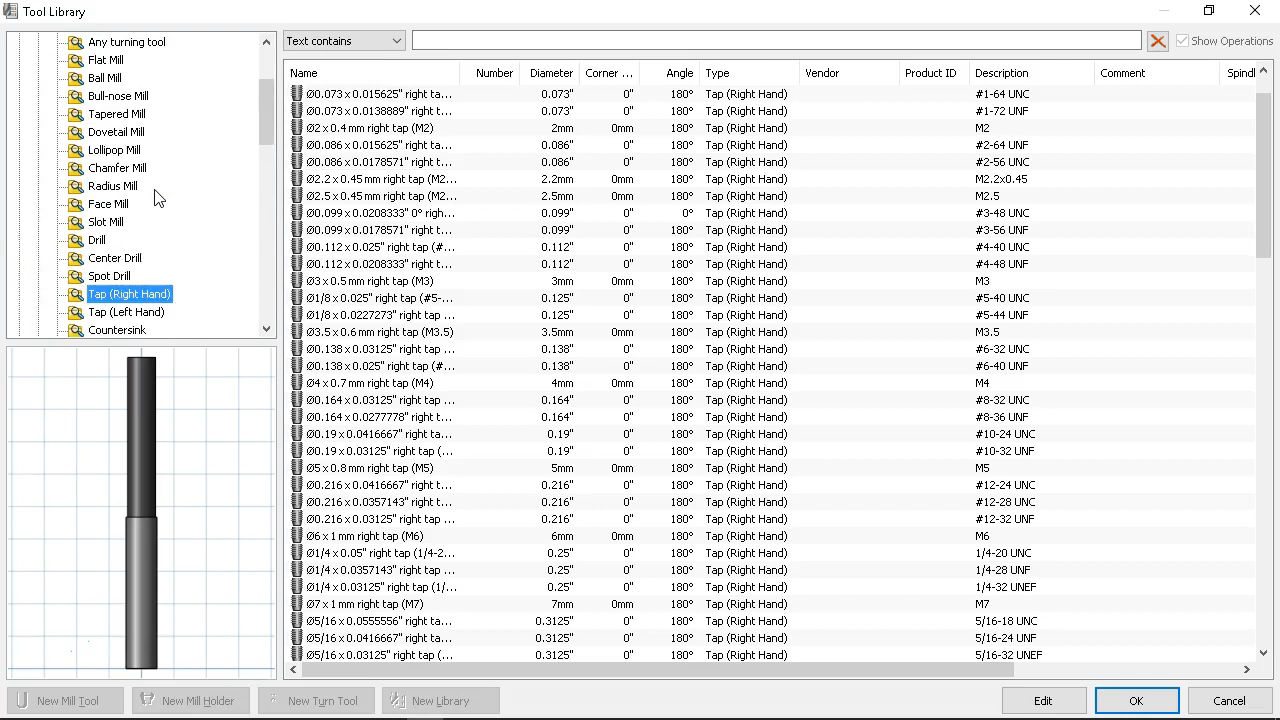 Tool Library
Any turning tool
Flat Mill
Ball Mill
Bull-nose Mill
Tapered Mill
Dovetail Mill
Lollipop Mill
Chamfer Mill
Radius Mill
Face Mill
Slot Mill
Drill
Center Drill
Spot Drill
Tap (Right Hand)
Tap (Left Hand)
Countersink
Text contains
Show Operations
Name Number Diameter Corner ... Angle Type Vendor Product ID Description Comment Spindl
Ø0.073 x 0.015625" right ta... 0.073" 0" 180° Tap (Right Hand) #1-64 UNC
Ø0.073 x 0.0138889" right t... 0.073" 0" 180° Tap (Right Hand) #1-72 UNF
Ø2 x 0.4 mm right tap (M2) 2mm 0mm 180° Tap (Right Hand) M2
Ø0.086 x 0.015625" right ta... 0.086" 0" 180° Tap (Right Hand) #2-64 UNF
Ø0.086 x 0.0178571" right t... 0.086" 0" 180° Tap (Right Hand) #2-56 UNC
Ø2.2 x 0.45 mm right tap (M2... 2.2mm 0mm 180° Tap (Right Hand) M2.2x0.45
Ø2.5 x 0.45 mm right tap (M2... 2.5mm 0mm 180° Tap (Right Hand) M2.5
Ø0.099 x 0.0208333" 0° righ... 0.099" 0" 0° Tap (Right Hand) #3-48 UNC
Ø0.099 x 0.0178571" right t... 0.099" 0" 180° Tap (Right Hand) #3-56 UNF
Ø0.112 x 0.025" right tap (#... 0.112" 0" 180° Tap (Right Hand) #4-40 UNC
Ø0.112 x 0.0208333" right t... 0.112" 0" 180° Tap (Right Hand) #4-48 UNF
Ø3 x 0.5 mm right tap (M3) 3mm 0mm 180° Tap (Right Hand) M3
Ø1/8 x 0.025" right tap (#5-... 0.125" 0" 180° Tap (Right Hand) #5-40 UNC
Ø1/8 x 0.0227273" right tap ... 0.125" 0" 180° Tap (Right Hand) #5-44 UNF
Ø3.5 x 0.6 mm right tap (M3.5) 3.5mm 0mm 180° Tap (Right Hand) M3.5
Ø0.138 x 0.03125" right tap ... 0.138" 0" 180° Tap (Right Hand) #6-32 UNC
Ø0.138 x 0.025" right tap (#... 0.138" 0" 180° Tap (Right Hand) #6-40 UNF
Ø4 x 0.7 mm right tap (M4) 4mm 0mm 180° Tap (Right Hand) M4
Ø0.164 x 0.03125" right tap ... 0.164" 0" 180° Tap (Right Hand) #8-32 UNC
Ø0.164 x 0.0277778" right t... 0.164" 0" 180° Tap (Right Hand) #8-36 UNF
Ø0.19 x 0.0416667" right ta... 0.19" 0" 180° Tap (Right Hand) #10-24 UNC
Ø0.19 x 0.03125" right tap (... 0.19" 0" 180° Tap (Right Hand) #10-32 UNF
Ø5 x 0.8 mm right tap (M5) 5mm 0mm 180° Tap (Right Hand) M5
Ø0.216 x 0.0416667" right t... 0.216" 0" 180° Tap (Right Hand) #12-24 UNC
Ø0.216 x 0.0357143" right t... 0.216" 0" 180° Tap (Right Hand) #12-28 UNC
Ø0.216 x 0.03125" right tap ... 0.216" 0" 180° Tap (Right Hand) #12-32 UNF
Ø6 x 1 mm right tap (M6) 6mm 0mm 180° Tap (Right Hand) M6
Ø1/4 x 0.05" right tap (1/4-2... 0.25" 0" 180° Tap (Right Hand) 1/4-20 UNC
Ø1/4 x 0.0357143" right tap ... 0.25" 0" 180° Tap (Right Hand) 1/4-28 UNF
Ø1/4 x 0.03125" right tap (1/... 0.25" 0" 180° Tap (Right Hand) 1/4-32 UNEF
Ø7 x 1 mm right tap (M7) 7mm 0mm 180° Tap (Right Hand) M7
Ø5/16 x 0.0555556" right ta... 0.3125" 0" 180° Tap (Right Hand) 5/16-18 UNC
Ø5/16 x 0.0416667" right ta... 0.3125" 0" 180° Tap (Right Hand) 5/16-24 UNF
Ø5/16 x 0.03125" right tap (... 0.3125" 0" 180° Tap (Right Hand) 5/16-32 UNEF
New Mill Tool New Mill Holder New Turn Tool New Library Edit OK Cancel